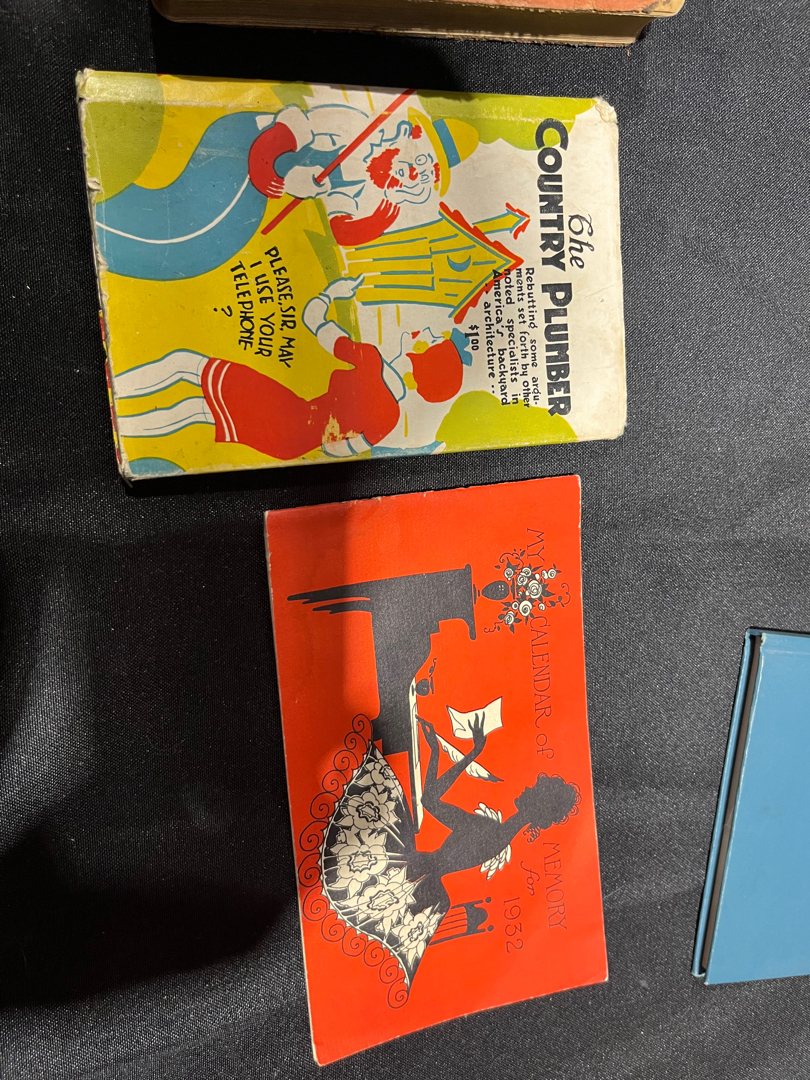 The
COUNTRY PLUMBER
Rebutting some argu-
ments set forth by other
noted specialists in
America's backyard
architecture ..
$1.00
PLEASE, SIR, MAY
I USE YOUR
TELEPHONE
?
MY CALENDAR of MEMORY
for 1932